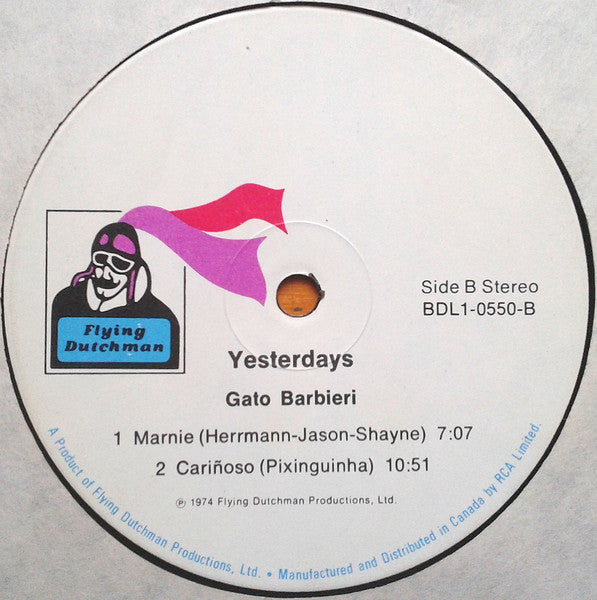 Flying
Dutchman
Side B Stereo
BDL1-0550-B
Yesterdays
Gato Barbieri
1 Marnie (Herrmann-Jason-Shayne) 7:07
2 Cariñoso (Pixinguinha) 10:51
℗ 1974 Flying Dutchman Productions, Ltd.
A Product of Flying Dutchman Productions, Ltd. • Manufactured and Distributed in Canada by RCA Limited.